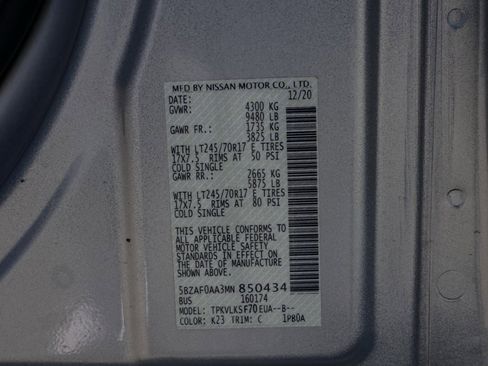 MFD BY NISSAN MOTOR CO., LTD.
DATE: 12/20
GVWR: 4300 KG
9480 LB
GAWR FR.: 1735 KG
3825 LB
WITH LT245/70R17 E TIRES
17X7.5 RIMS AT 50 PSI
COLD SINGLE
GAWR RR.: 2665 KG
5875 LB
WITH LT245/70R17 E TIRES
17X7.5 RIMS AT 80 PSI
COLD SINGLE
THIS VEHICLE CONFORMS TO
ALL APPLICABLE FEDERAL
MOTOR VEHICLE SAFETY
STANDARDS IN EFFECT ON
THE DATE OF MANUFACTURE
SHOWN ABOVE.
5BZAF0AA3MN 850434
BUS 160174
MODEL: TPKVLKSF70EUA--B--
COLOR: K23 TRIM: C 1PB0A